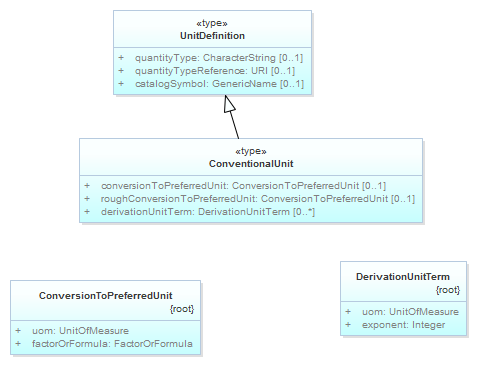 «type»
UnitDefinition
+ quantityType: CharacterString [0..1]
+ quantityTypeReference: URI [0..1]
+ catalogSymbol: GenericName [0..1]
«type»
ConventionalUnit
+ conversionToPreferredUnit: ConversionToPreferredUnit [0..1]
+ roughConversionToPreferredUnit: ConversionToPreferredUnit [0..1]
+ derivationUnitTerm: DerivationUnitTerm [0..*]
ConversionToPreferredUnit
{root}
+ uom: UnitOfMeasure
+ factorOrFormula: FactorOrFormula
DerivationUnitTerm
{root}
+ uom: UnitOfMeasure
+ exponent: Integer